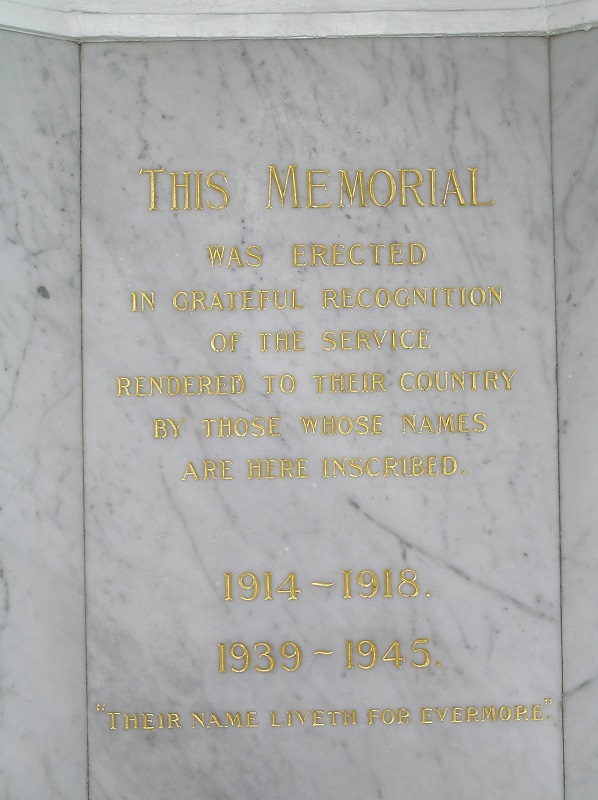 THIS MEMORIAL
WAS ERECTED
IN GRATEFUL RECOGNITION
OF THE SERVICE
RENDERED TO THEIR COUNTRY
BY THOSE WHOSE NAMES
ARE HERE INSCRIBED.
1914 ~ 1918.
1939 ~ 1945.
"THEIR NAME LIVETH FOR EVERMORE".